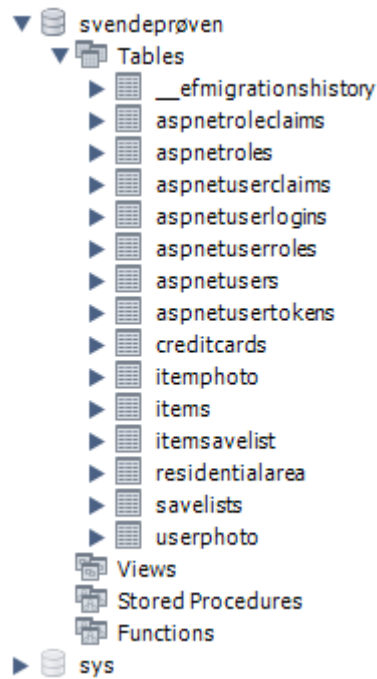 svendeprøven
Tables
__efmigrationshistory
aspnetroleclaims
aspnetroles
aspnetuserclaims
aspnetuserlogins
aspnetuserroles
aspnetusers
aspnetusertokens
creditcards
itemphoto
items
itemsavelist
residentialarea
savelists
userphoto
Views
Stored Procedures
Functions
sys